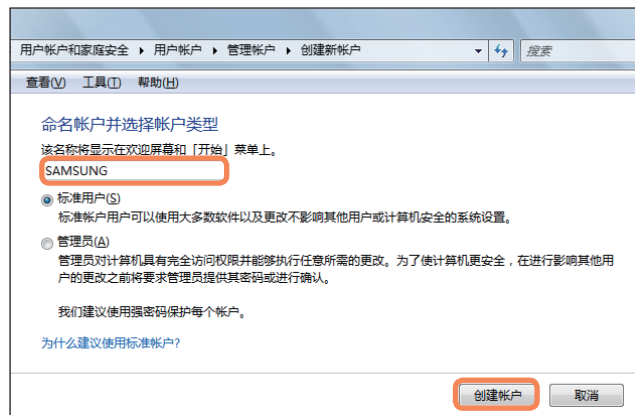 用户帐户和家庭安全 ▸ 用户帐户 ▸ 管理帐户 ▸ 创建新帐户 搜索
查看(V) 工具(T) 帮助(H)
命名帐户并选择帐户类型
该名称将显示在欢迎屏幕和「开始」菜单上。
SAMSUNG
标准用户(S)
标准帐户用户可以使用大多数软件以及更改不影响其他用户或计算机安全的系统设置。
管理员(A)
管理员对计算机具有完全访问权限并能够执行任意所需的更改。为了使计算机更安全，在进行影响其他用
户的更改之前将要求管理员提供其密码或进行确认。
我们建议使用强密码保护每个帐户。
为什么建议使用标准帐户?
创建帐户 取消